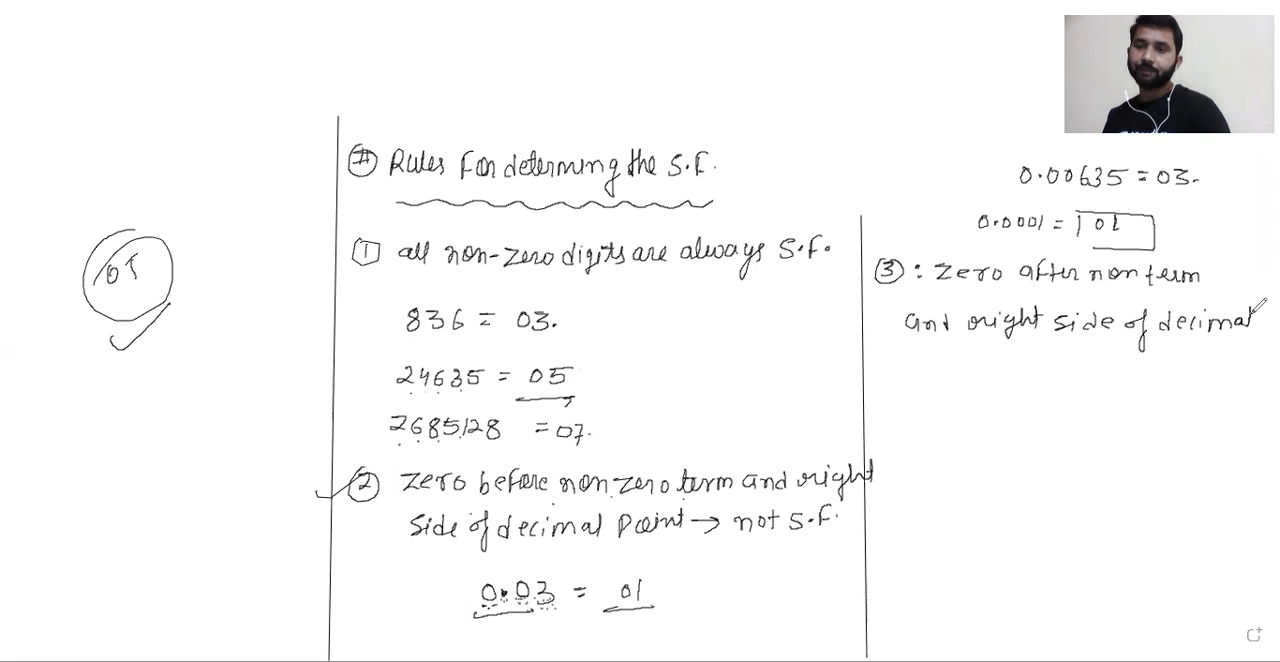 05
# Rules For determining the S.F.
1 all non-zero digits are always S.F.
836 = 03.
24635 = 05
2685128 = 07.
2 zero before non zero term and right
side of decimal Point → not S.F.
0.03 = 01
0.00635 = 03.
0.0001 = 01
3 : zero after non term
and right side of decimal